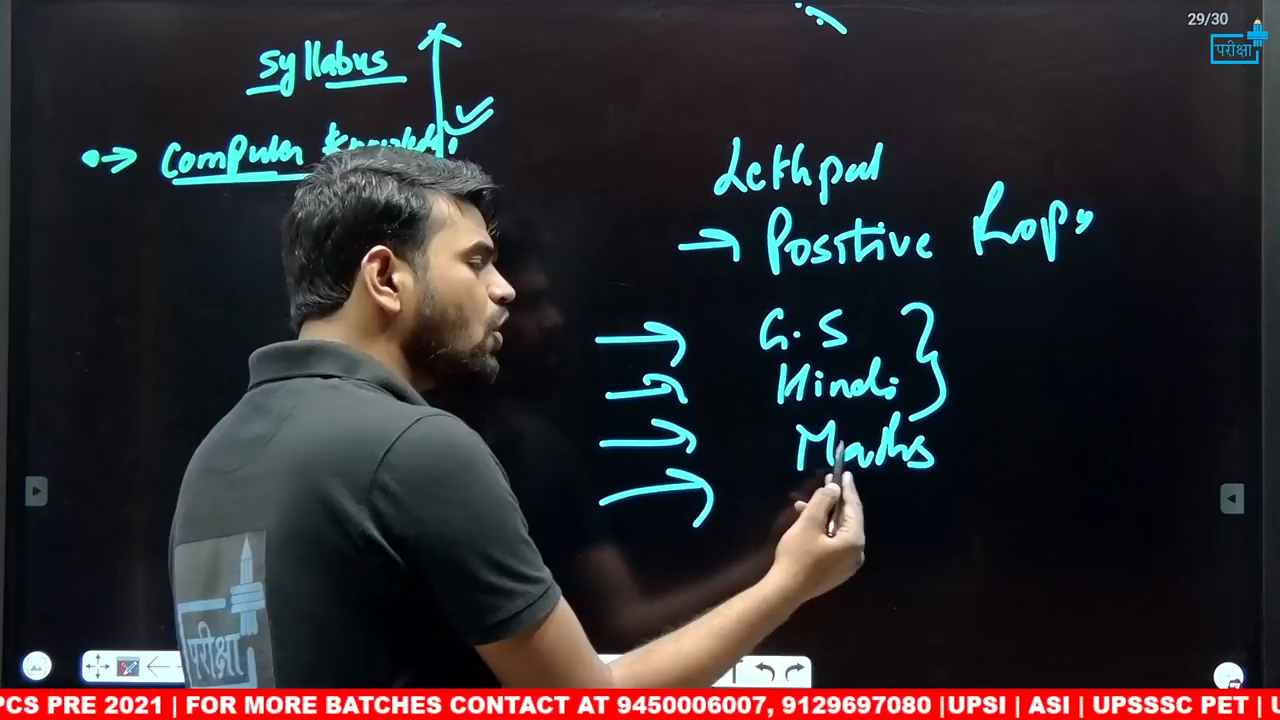 29/30
परीक्षा
Syllabus
Computer
Lekhpal
Positive
G.S
Hindi
Maths
परीक्षा
PCS PRE 2021 | FOR MORE BATCHES CONTACT AT 9450006007, 9129697080 |UPSI | ASI | UPSSSC PET | U